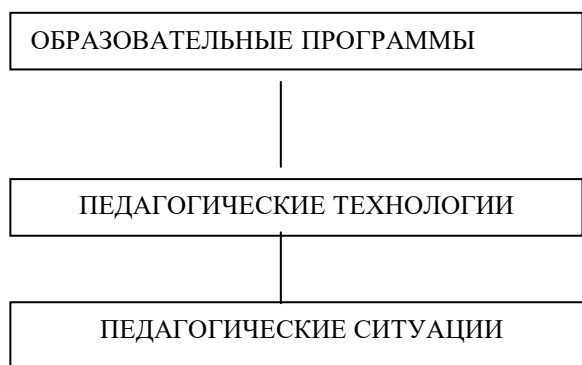 ОБРАЗОВАТЕЛЬНЫЕ ПРОГРАММЫ
ПЕДАГОГИЧЕСКИЕ ТЕХНОЛОГИИ
ПЕДАГОГИЧЕСКИЕ СИТУАЦИИ